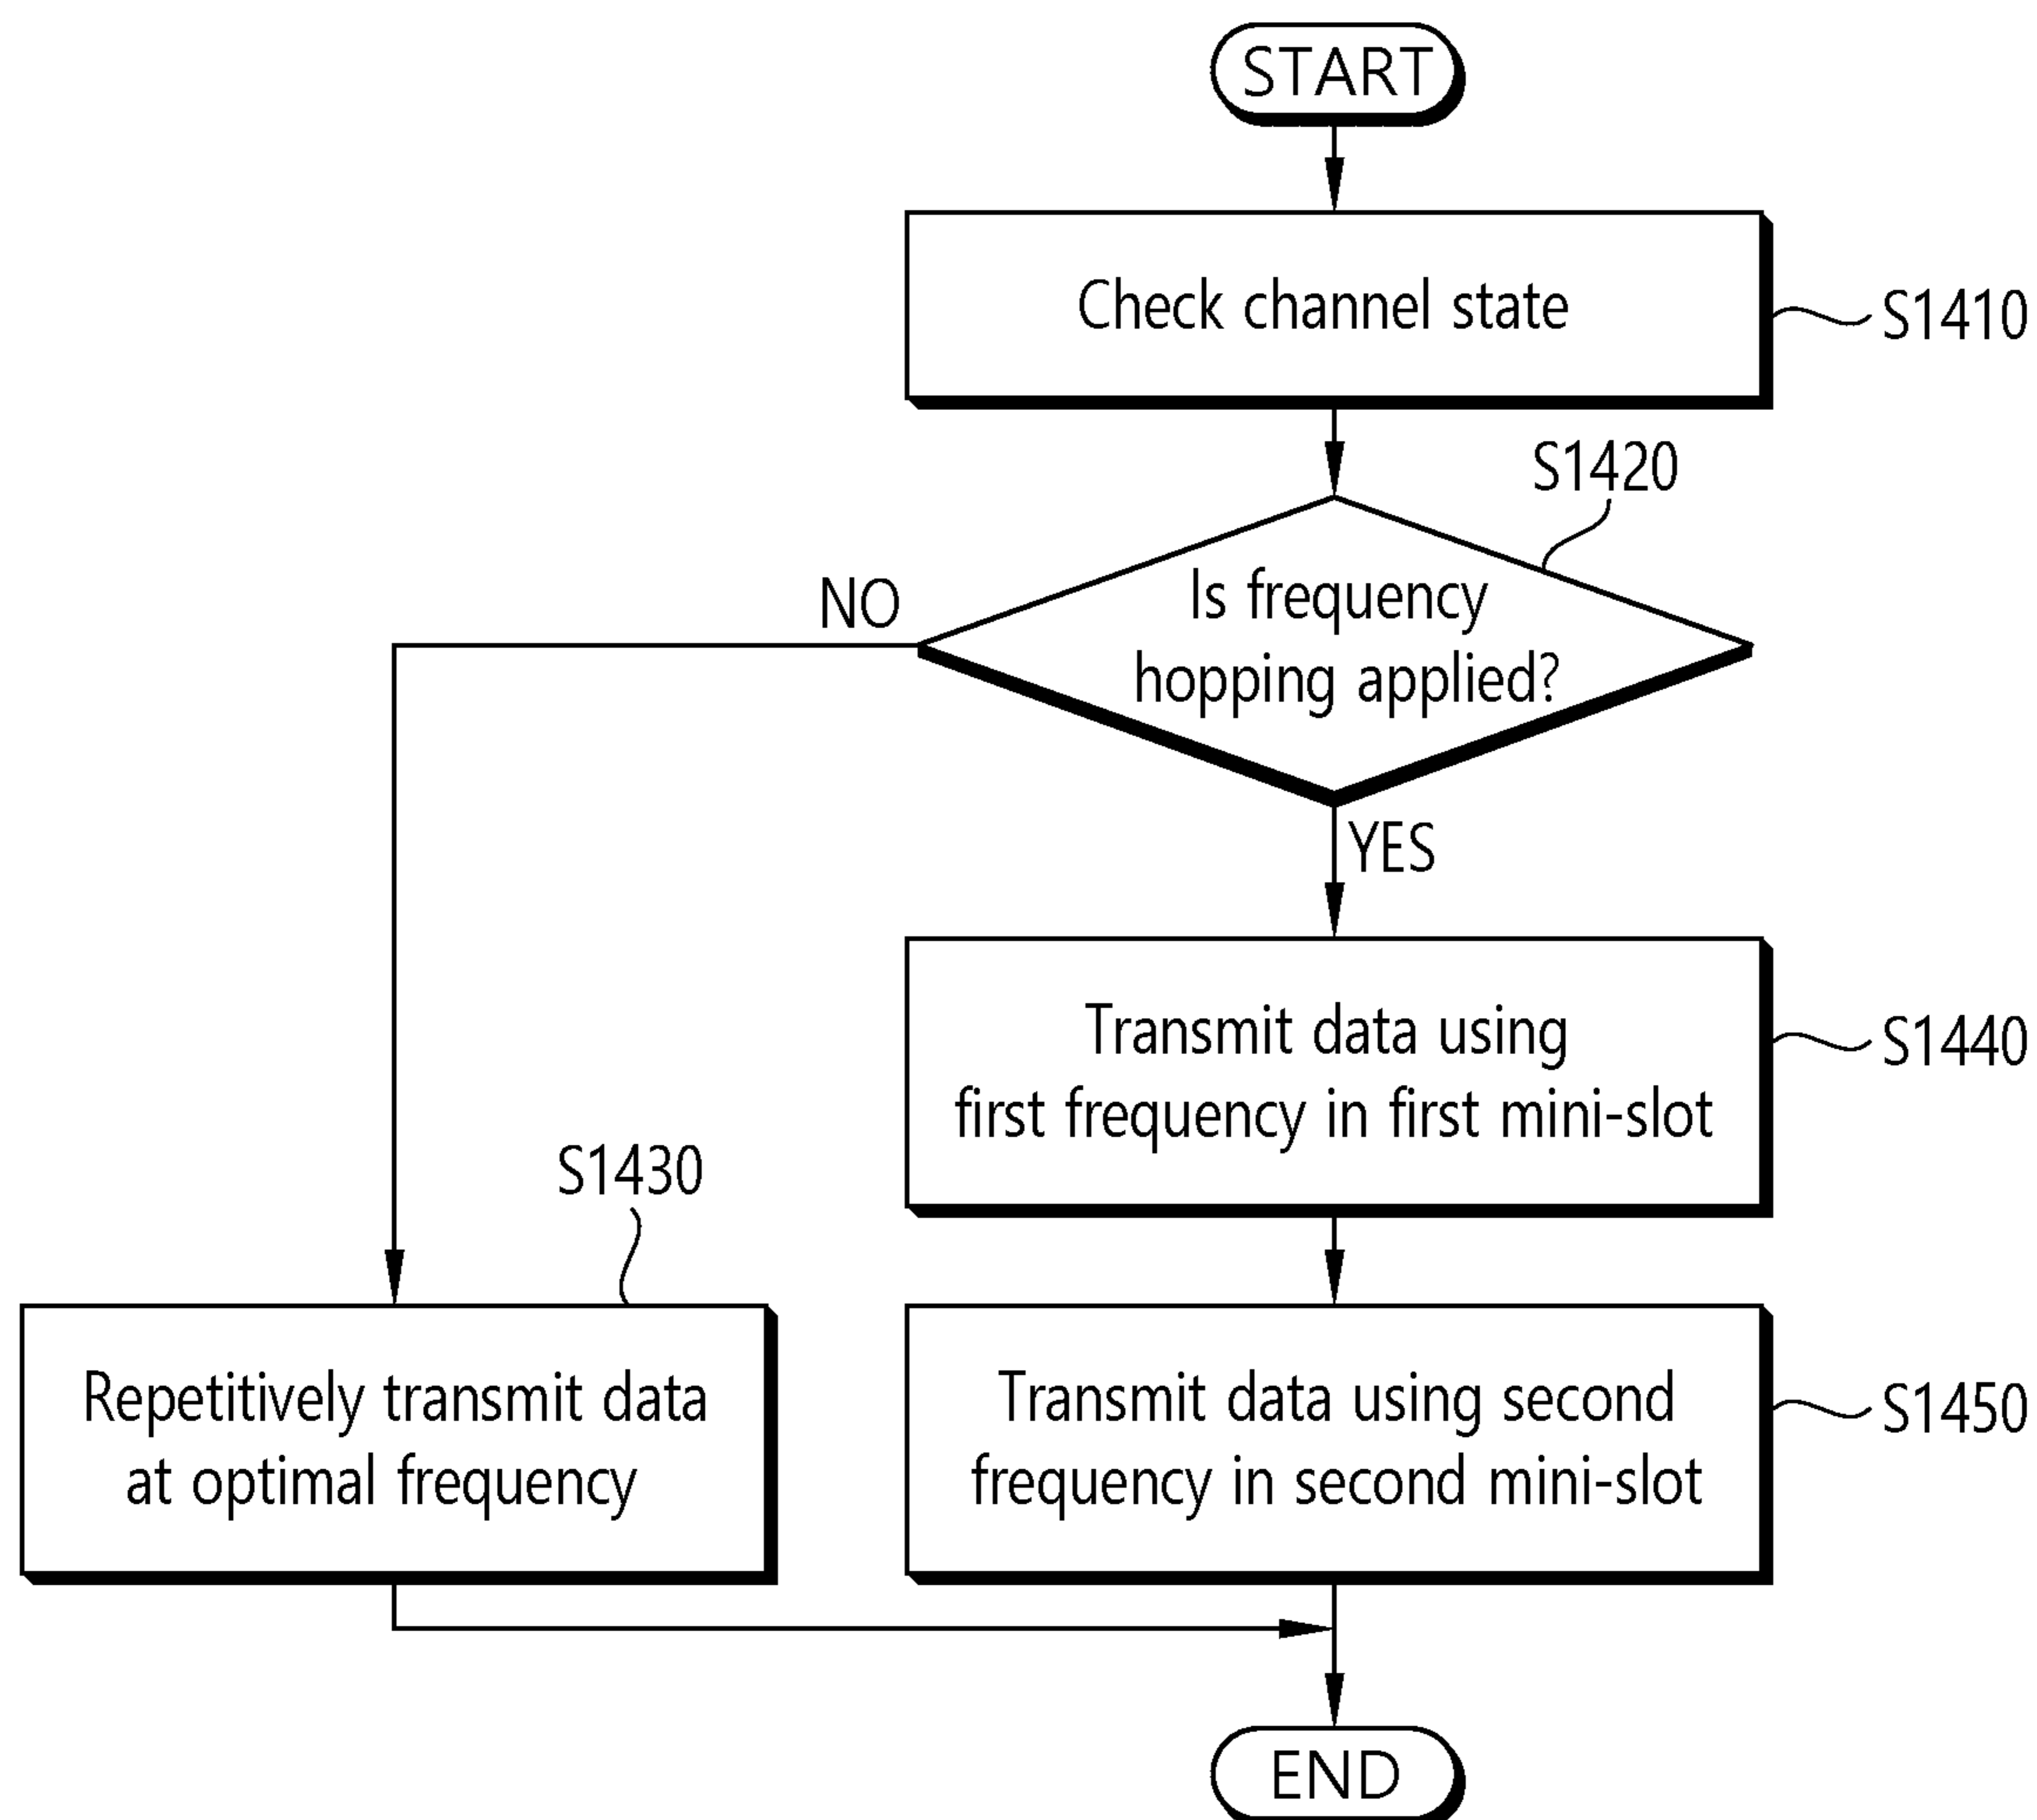 START
Check channel state
S1410
S1420
Is frequency
hopping applied?
NO
YES
Transmit data using
first frequency in first mini-slot
S1440
S1430
Repetitively transmit data
at optimal frequency
Transmit data using second
frequency in second mini-slot
S1450
END